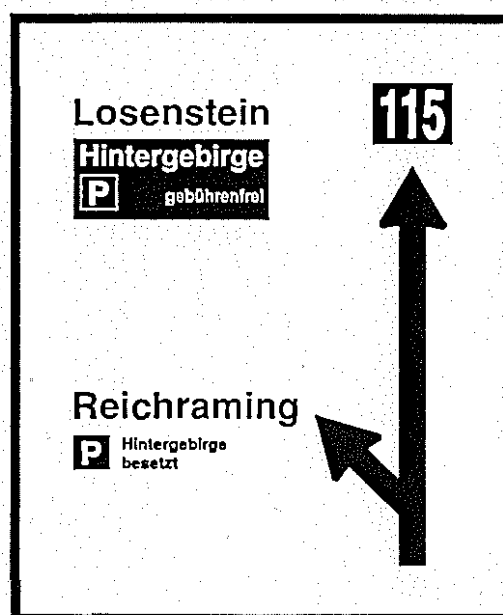 Losenstein
115
Hintergebirge
P gebührenfrei
Reichraming
P Hintergebirge
besetzt